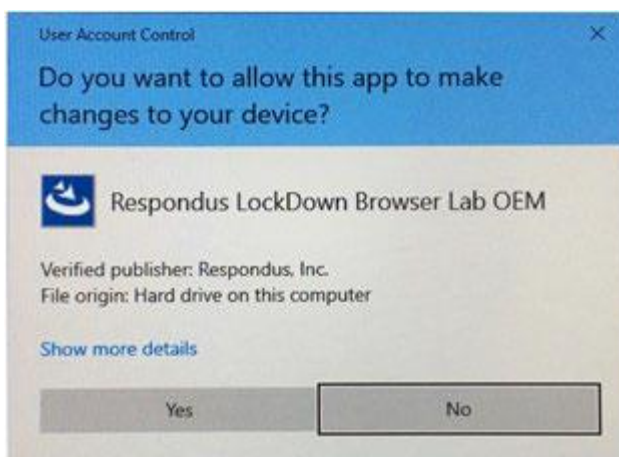 User Account Control
Do you want to allow this app to make
changes to your device?
Respondus LockDown Browser Lab OEM
Verified publisher: Respondus, Inc.
File origin: Hard drive on this computer
Show more details
Yes
No